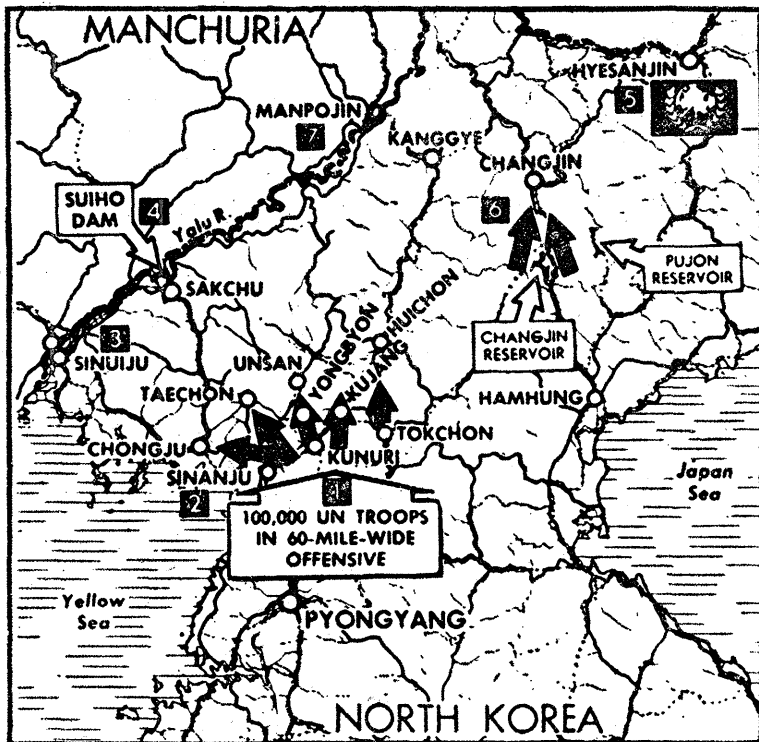 MANCHURIA
HYESANJIN
5
MANPOJIN
7
KANGGYE
CHANGJIN
SUIHO
DAM
4
Yalu R.
6
PUJON
RESERVOIR
SAKCHU
HUICHON
CHANGJIN
RESERVOIR
3
SINUIJU
UNSAN
YONGBYON
KUJANG
TAECHON
HAMHUNG
CHONGJU
TOKCHON
KUNURI
SINANJU
2
1
Japan
Sea
100,000 UN TROOPS
IN 60-MILE-WIDE
OFFENSIVE
Yellow
Sea
PYONGYANG
NORTH KOREA